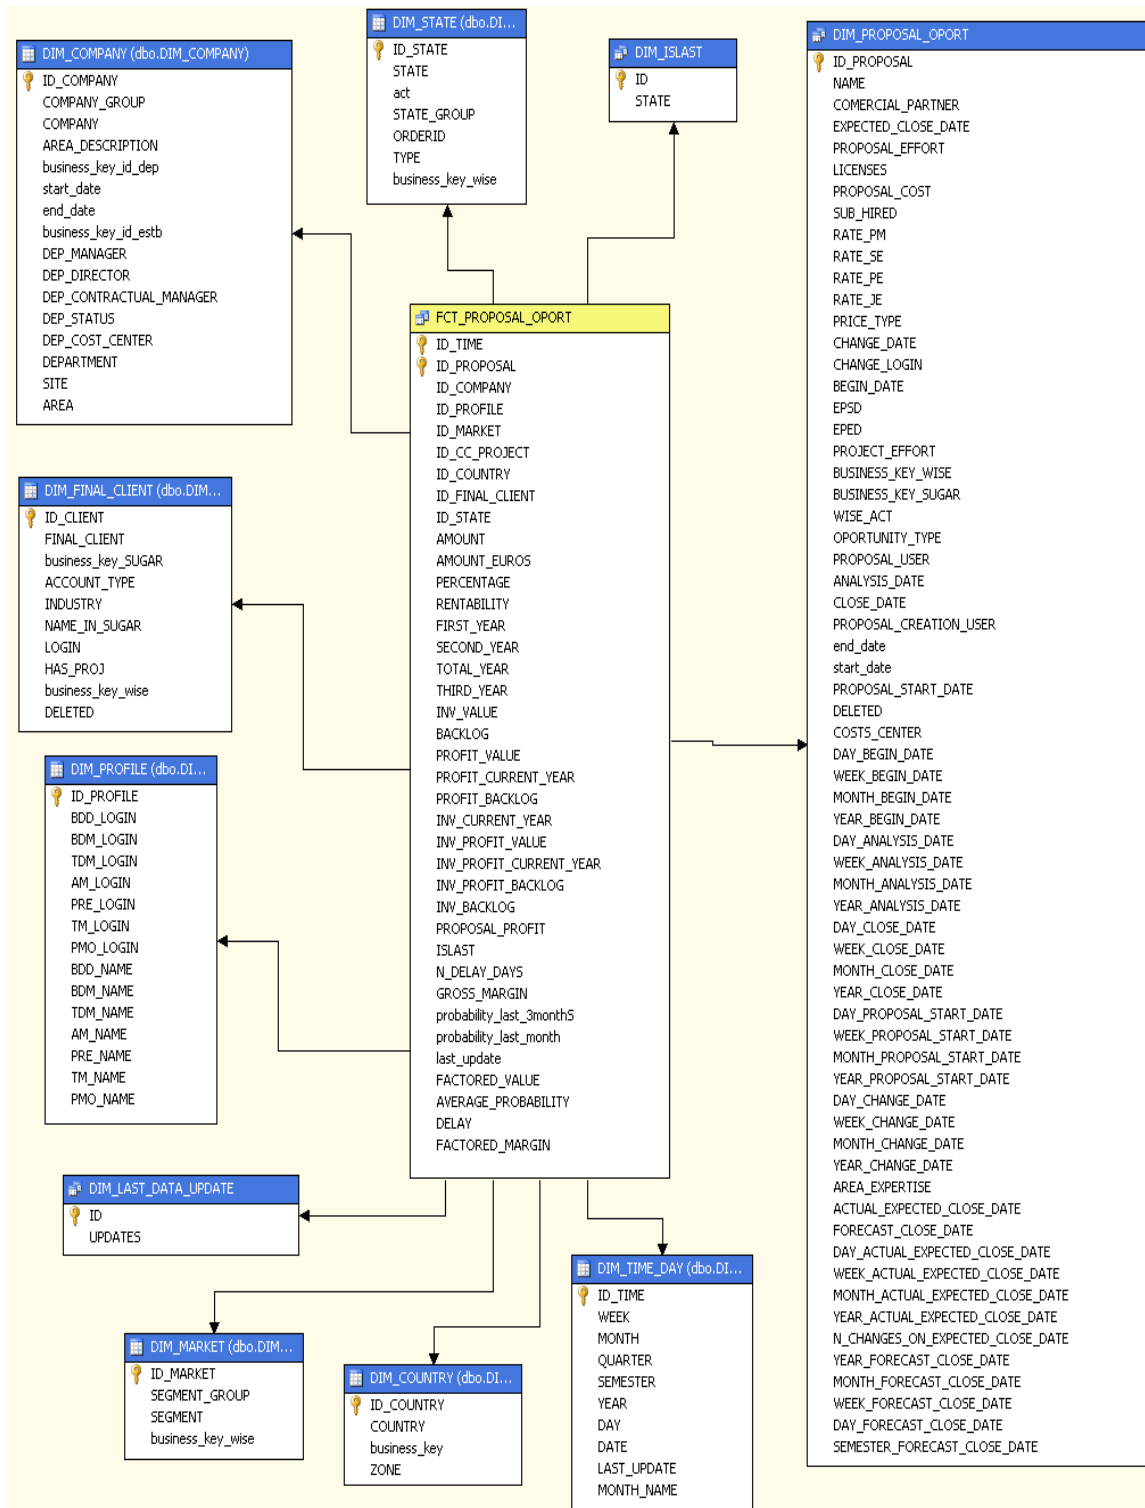 DIM_COMPANY (dbo.DIM_COMPANY)
ID_COMPANY
COMPANY_GROUP
COMPANY
AREA_DESCRIPTION
business_key_id_dep
start_date
end_date
business_key_id_estb
DEP_MANAGER
DEP_DIRECTOR
DEP_CONTRACTUAL_MANAGER
DEP_STATUS
DEP_COST_CENTER
DEPARTMENT
SITE
AREA
DIM_STATE (dbo.DI...
ID_STATE
STATE
act
STATE_GROUP
ORDERID
TYPE
business_key_wise
DIM_ISLAST
ID
STATE
DIM_PROPOSAL_OPORT
ID_PROPOSAL
NAME
COMERCIAL_PARTNER
EXPECTED_CLOSE_DATE
PROPOSAL_EFFORT
LICENSES
PROPOSAL_COST
SUB_HIRED
RATE_PM
RATE_SE
RATE_PE
RATE_JE
PRICE_TYPE
CHANGE_DATE
CHANGE_LOGIN
BEGIN_DATE
EPSD
EPED
PROJECT_EFFORT
BUSINESS_KEY_WISE
BUSINESS_KEY_SUGAR
WISE_ACT
OPORTUNITY_TYPE
PROPOSAL_USER
ANALYSIS_DATE
CLOSE_DATE
PROPOSAL_CREATION_USER
end_date
start_date
PROPOSAL_START_DATE
DELETED
COSTS_CENTER
DAY_BEGIN_DATE
WEEK_BEGIN_DATE
MONTH_BEGIN_DATE
YEAR_BEGIN_DATE
DAY_ANALYSIS_DATE
WEEK_ANALYSIS_DATE
MONTH_ANALYSIS_DATE
YEAR_ANALYSIS_DATE
DAY_CLOSE_DATE
WEEK_CLOSE_DATE
MONTH_CLOSE_DATE
YEAR_CLOSE_DATE
DAY_PROPOSAL_START_DATE
WEEK_PROPOSAL_START_DATE
MONTH_PROPOSAL_START_DATE
YEAR_PROPOSAL_START_DATE
DAY_CHANGE_DATE
WEEK_CHANGE_DATE
MONTH_CHANGE_DATE
YEAR_CHANGE_DATE
AREA_EXPERTISE
ACTUAL_EXPECTED_CLOSE_DATE
FORECAST_CLOSE_DATE
DAY_ACTUAL_EXPECTED_CLOSE_DATE
WEEK_ACTUAL_EXPECTED_CLOSE_DATE
MONTH_ACTUAL_EXPECTED_CLOSE_DATE
YEAR_ACTUAL_EXPECTED_CLOSE_DATE
N_CHANGES_ON_EXPECTED_CLOSE_DATE
YEAR_FORECAST_CLOSE_DATE
MONTH_FORECAST_CLOSE_DATE
WEEK_FORECAST_CLOSE_DATE
DAY_FORECAST_CLOSE_DATE
SEMESTER_FORECAST_CLOSE_DATE
FCT_PROPOSAL_OPORT
ID_TIME
ID_PROPOSAL
ID_COMPANY
ID_PROFILE
ID_MARKET
ID_CC_PROJECT
ID_COUNTRY
ID_FINAL_CLIENT
ID_STATE
AMOUNT
AMOUNT_EUROS
PERCENTAGE
RENTABILITY
FIRST_YEAR
SECOND_YEAR
TOTAL_YEAR
THIRD_YEAR
INV_VALUE
BACKLOG
PROFIT_VALUE
PROFIT_CURRENT_YEAR
PROFIT_BACKLOG
INV_CURRENT_YEAR
INV_PROFIT_VALUE
INV_PROFIT_CURRENT_YEAR
INV_PROFIT_BACKLOG
INV_BACKLOG
PROPOSAL_PROFIT
ISLAST
N_DELAY_DAYS
GROSS_MARGIN
probability_last_3monthS
probability_last_month
last_update
FACTORED_VALUE
AVERAGE_PROBABILITY
DELAY
FACTORED_MARGIN
DIM_FINAL_CLIENT (dbo.DIM...
ID_CLIENT
FINAL_CLIENT
business_key_SUGAR
ACCOUNT_TYPE
INDUSTRY
NAME_IN_SUGAR
LOGIN
HAS_PROJ
business_key_wise
DELETED
DIM_PROFILE (dbo.DI...
ID_PROFILE
BDD_LOGIN
BDM_LOGIN
TDM_LOGIN
AM_LOGIN
PRE_LOGIN
TM_LOGIN
PMO_LOGIN
BDD_NAME
BDM_NAME
TDM_NAME
AM_NAME
PRE_NAME
TM_NAME
PMO_NAME
DIM_LAST_DATA_UPDATE
ID
UPDATES
DIM_MARKET (dbo.DIM...
ID_MARKET
SEGMENT_GROUP
SEGMENT
business_key_wise
DIM_COUNTRY (dbo.DI...
ID_COUNTRY
COUNTRY
business_key
ZONE
DIM_TIME_DAY (dbo.DI...
ID_TIME
WEEK
MONTH
QUARTER
SEMESTER
YEAR
DAY
DATE
LAST_UPDATE
MONTH_NAME